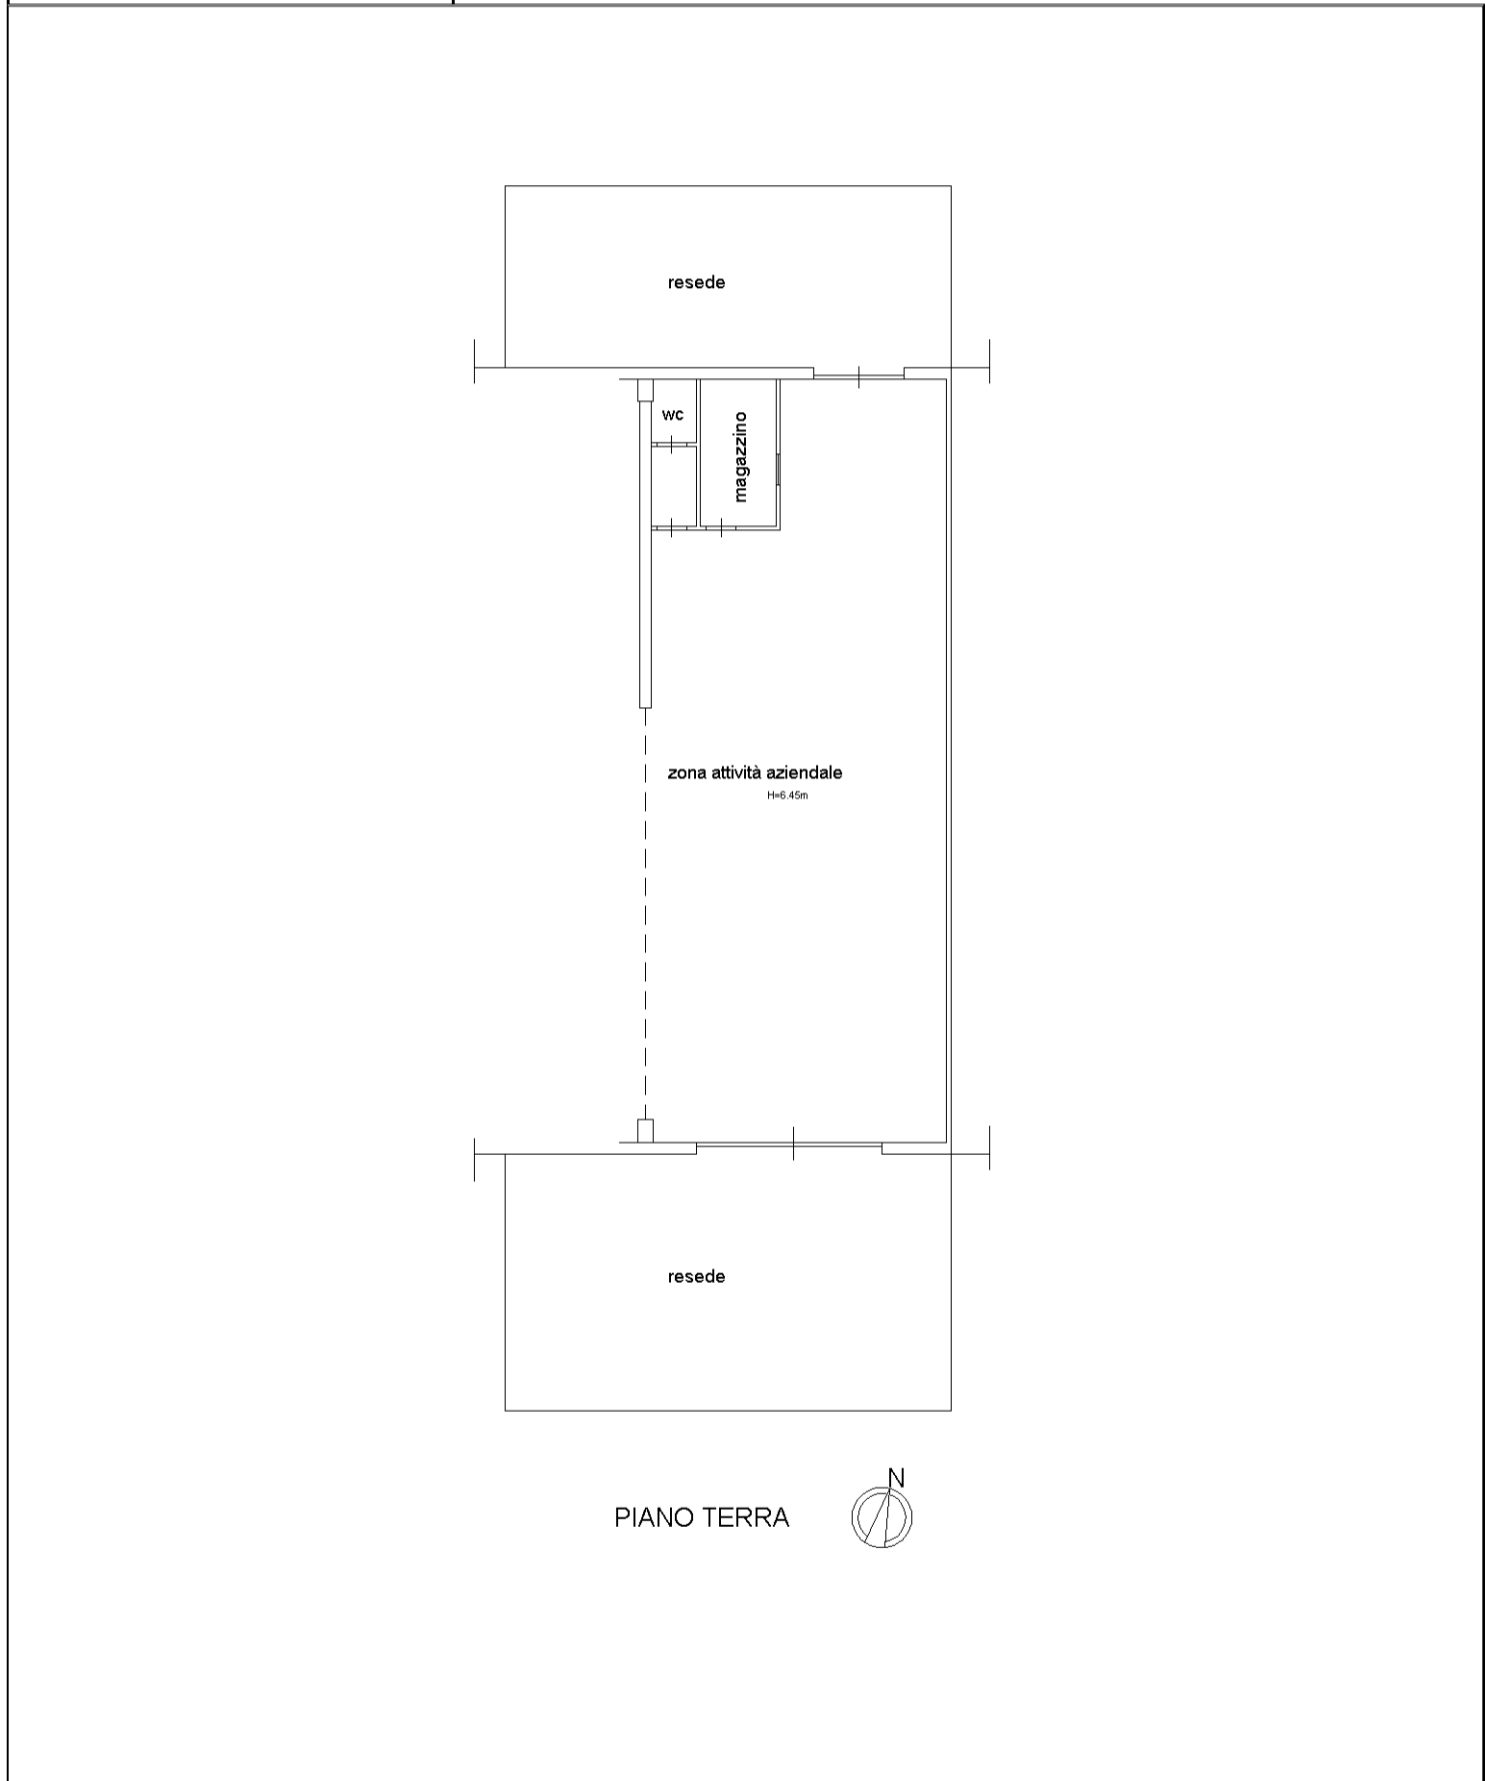 resede
wc
magazzino
zona attività aziendale
H=6.45m
resede
N
PIANO TERRA